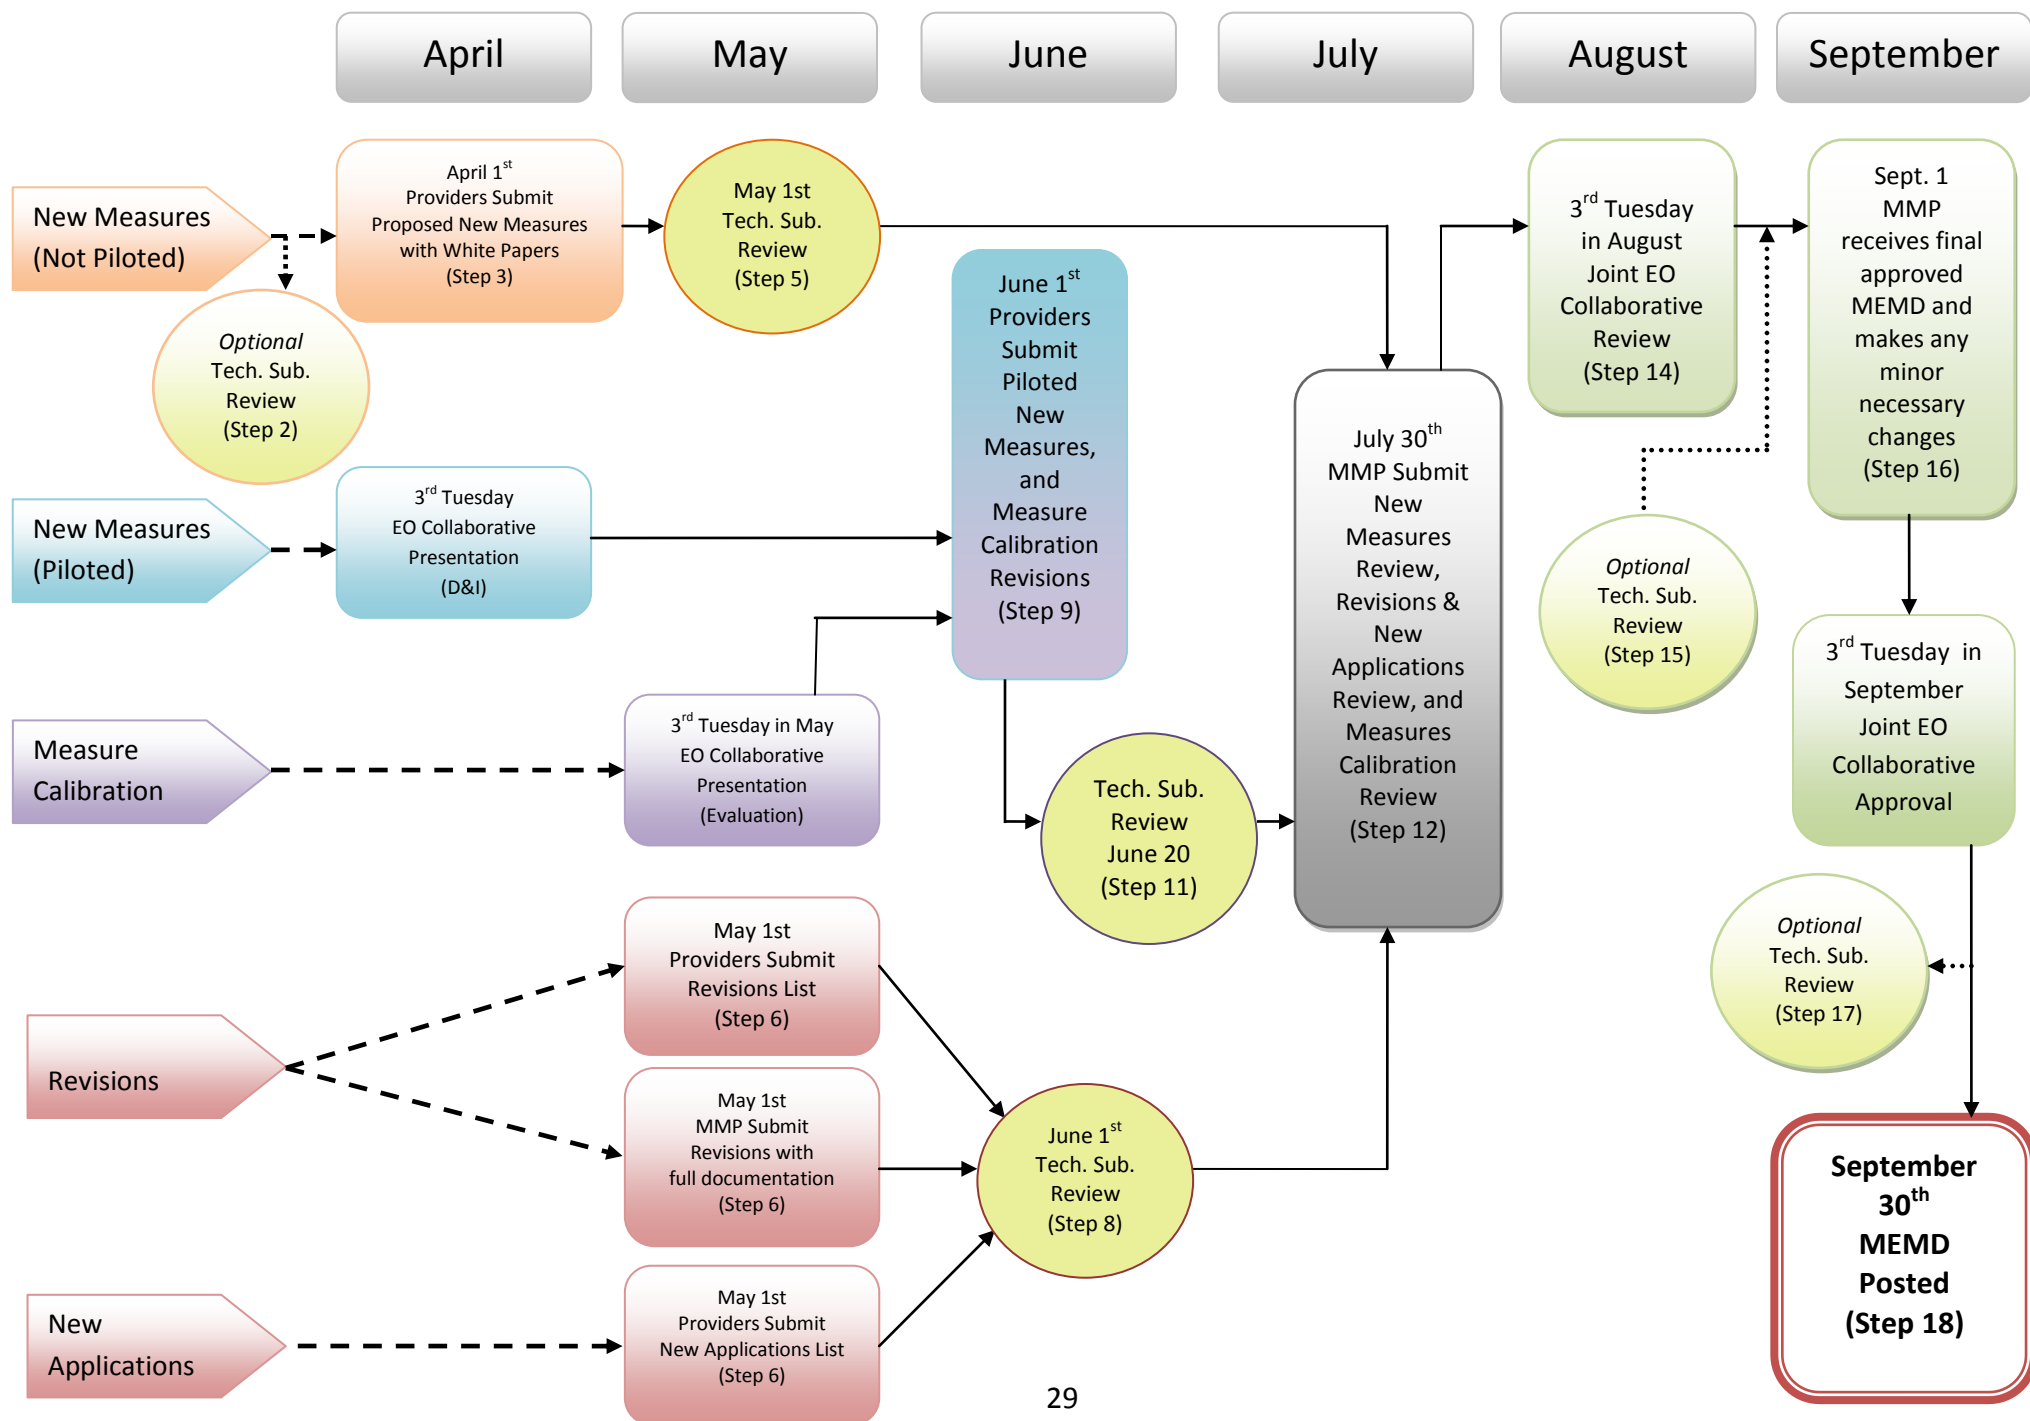 April
May
June
July
August
September
New Measures
(Not Piloted)
April 1st
Providers Submit
Proposed New Measures
with White Papers
(Step 3)
May 1st
Tech. Sub.
Review
(Step 5)
Optional
Tech. Sub.
Review
(Step 2)
New Measures
(Piloted)
3rd Tuesday
EO Collaborative
Presentation
(D&I)
June 1st
Providers
Submit
Piloted
New
Measures,
and
Measure
Calibration
Revisions
(Step 9)
Measure
Calibration
3rd Tuesday in May
EO Collaborative
Presentation
(Evaluation)
Tech. Sub.
Review
June 20
(Step 11)
July 30th
MMP Submit
New
Measures
Review,
Revisions &
New
Applications
Review, and
Measures
Calibration
Review
(Step 12)
3rd Tuesday
in August
Joint EO
Collaborative
Review
(Step 14)
Optional
Tech. Sub.
Review
(Step 15)
Sept. 1
MMP
receives final
approved
MEMD and
makes any
minor
necessary
changes
(Step 16)
3rd Tuesday in
September
Joint EO
Collaborative
Approval
Optional
Tech. Sub.
Review
(Step 17)
September
30th
MEMD
Posted
(Step 18)
Revisions
May 1st
Providers Submit
Revisions List
(Step 6)
May 1st
MMP Submit
Revisions with
full documentation
(Step 6)
June 1st
Tech. Sub.
Review
(Step 8)
New
Applications
May 1st
Providers Submit
New Applications List
(Step 6)
29